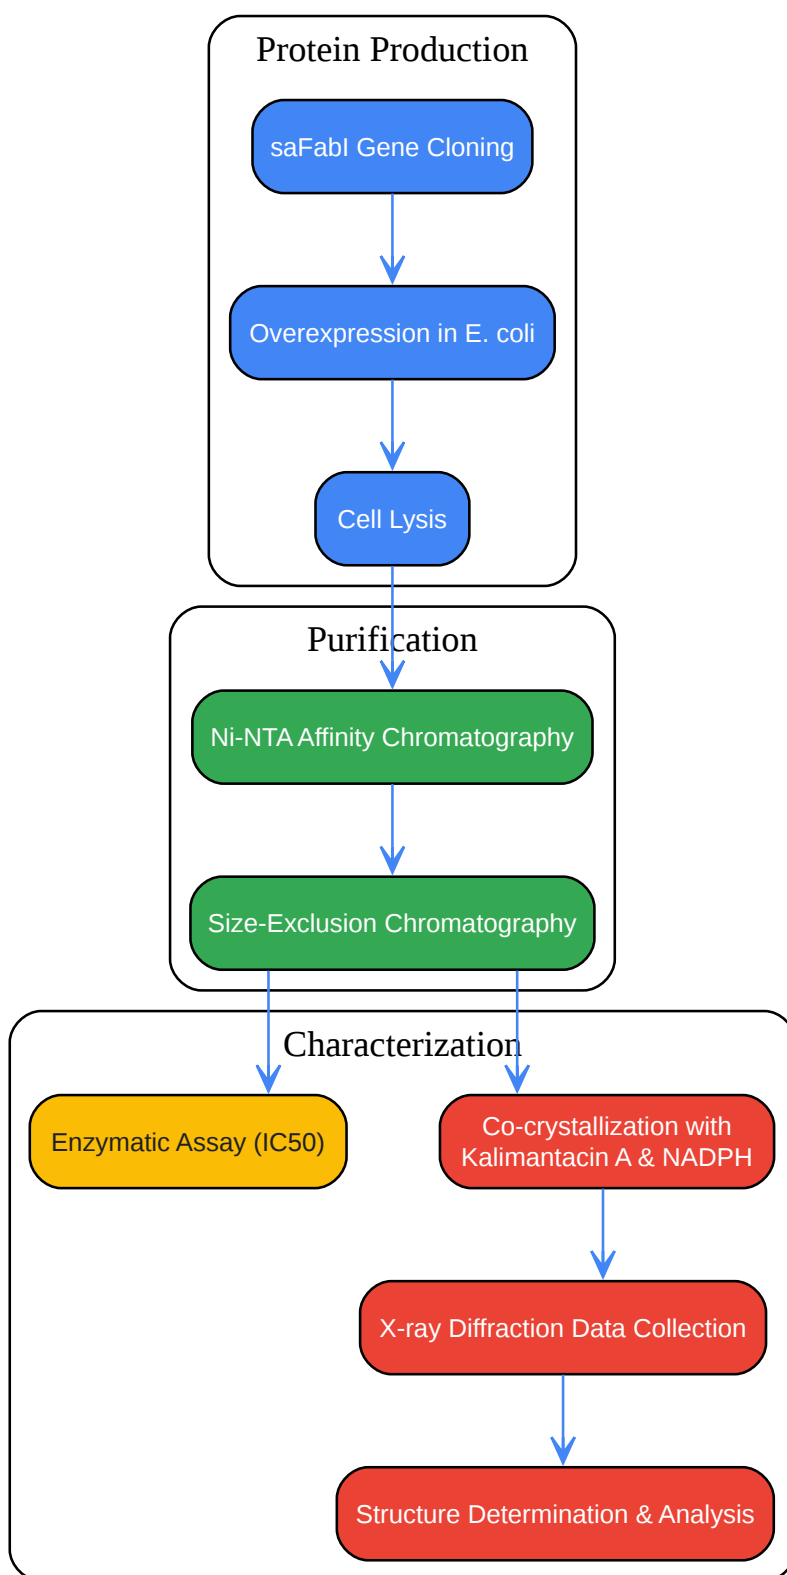 Protein Production
saFabI Gene Cloning
Overexpression in E. coli
Cell Lysis
Purification
Ni-NTA Affinity Chromatography
Size-Exclusion Chromatography
Characterization
Enzymatic Assay (IC50)
Co-crystallization with
Kalimantacin A & NADPH
X-ray Diffraction Data Collection
Structure Determination & Analysis